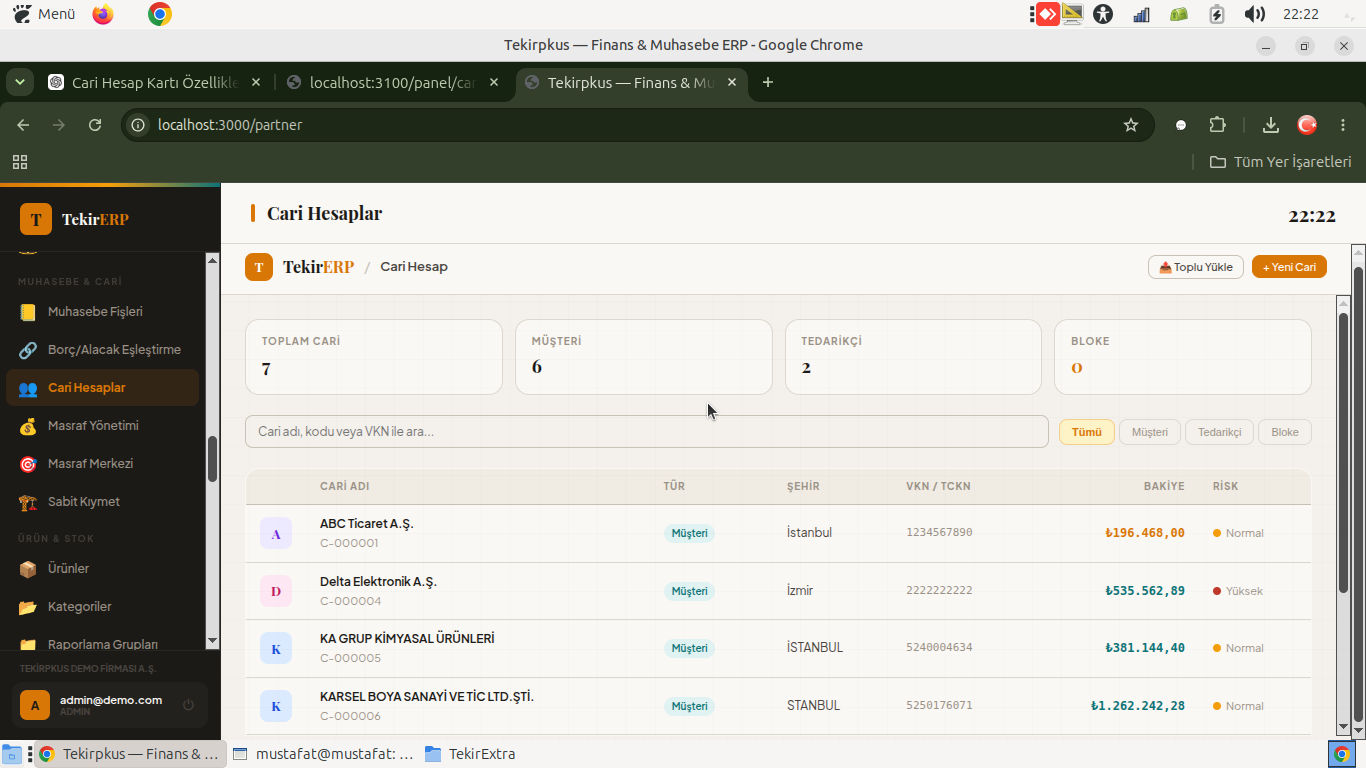 Menü
22:22
Tekirpkus — Finans & Muhasebe ERP - Google Chrome
Cari Hesap Kartı Özellikle
localhost:3100/panel/car
Tekirpkus — Finans & Mu
localhost:3000/partner
Tüm Yer İşaretleri
T TekirERP
MUHASEBE & CARİ
Muhasebe Fişleri
Borç/Alacak Eşleştirme
Cari Hesaplar
Masraf Yönetimi
Masraf Merkezi
Sabit Kıymet
ÜRÜN & STOK
Ürünler
Kategoriler
Raporlama Grupları
TEKİRPKUS DEMO FİRMASI A.Ş.
A admin@demo.com
ADMIN
Cari Hesaplar 22:22
T TekirERP / Cari Hesap Toplu Yükle + Yeni Cari
TOPLAM CARİ MÜŞTERİ TEDARİKÇİ BLOKE
7 6 2 0
Cari adı, kodu veya VKN ile ara... Tümü Müşteri Tedarikçi Bloke
CARİ ADI TÜR ŞEHİR VKN / TCKN BAKİYE RİSK
A ABC Ticaret A.Ş. Müşteri İstanbul 1234567890 ₺196.468,00 Normal
C-000001
D Delta Elektronik A.Ş. Müşteri İzmir 2222222222 ₺535.562,89 Yüksek
C-000004
K KA GRUP KİMYASAL ÜRÜNLERİ Müşteri İSTANBUL 5240004634 ₺381.144,40 Normal
C-000005
K KARSEL BOYA SANAYİ VE TİC LTD.ŞTİ. Müşteri STANBUL 5250176071 ₺1.262.242,28 Normal
C-000006
Tekirpkus — Finans & ...
mustafat@mustafat: ...
TekirExtra